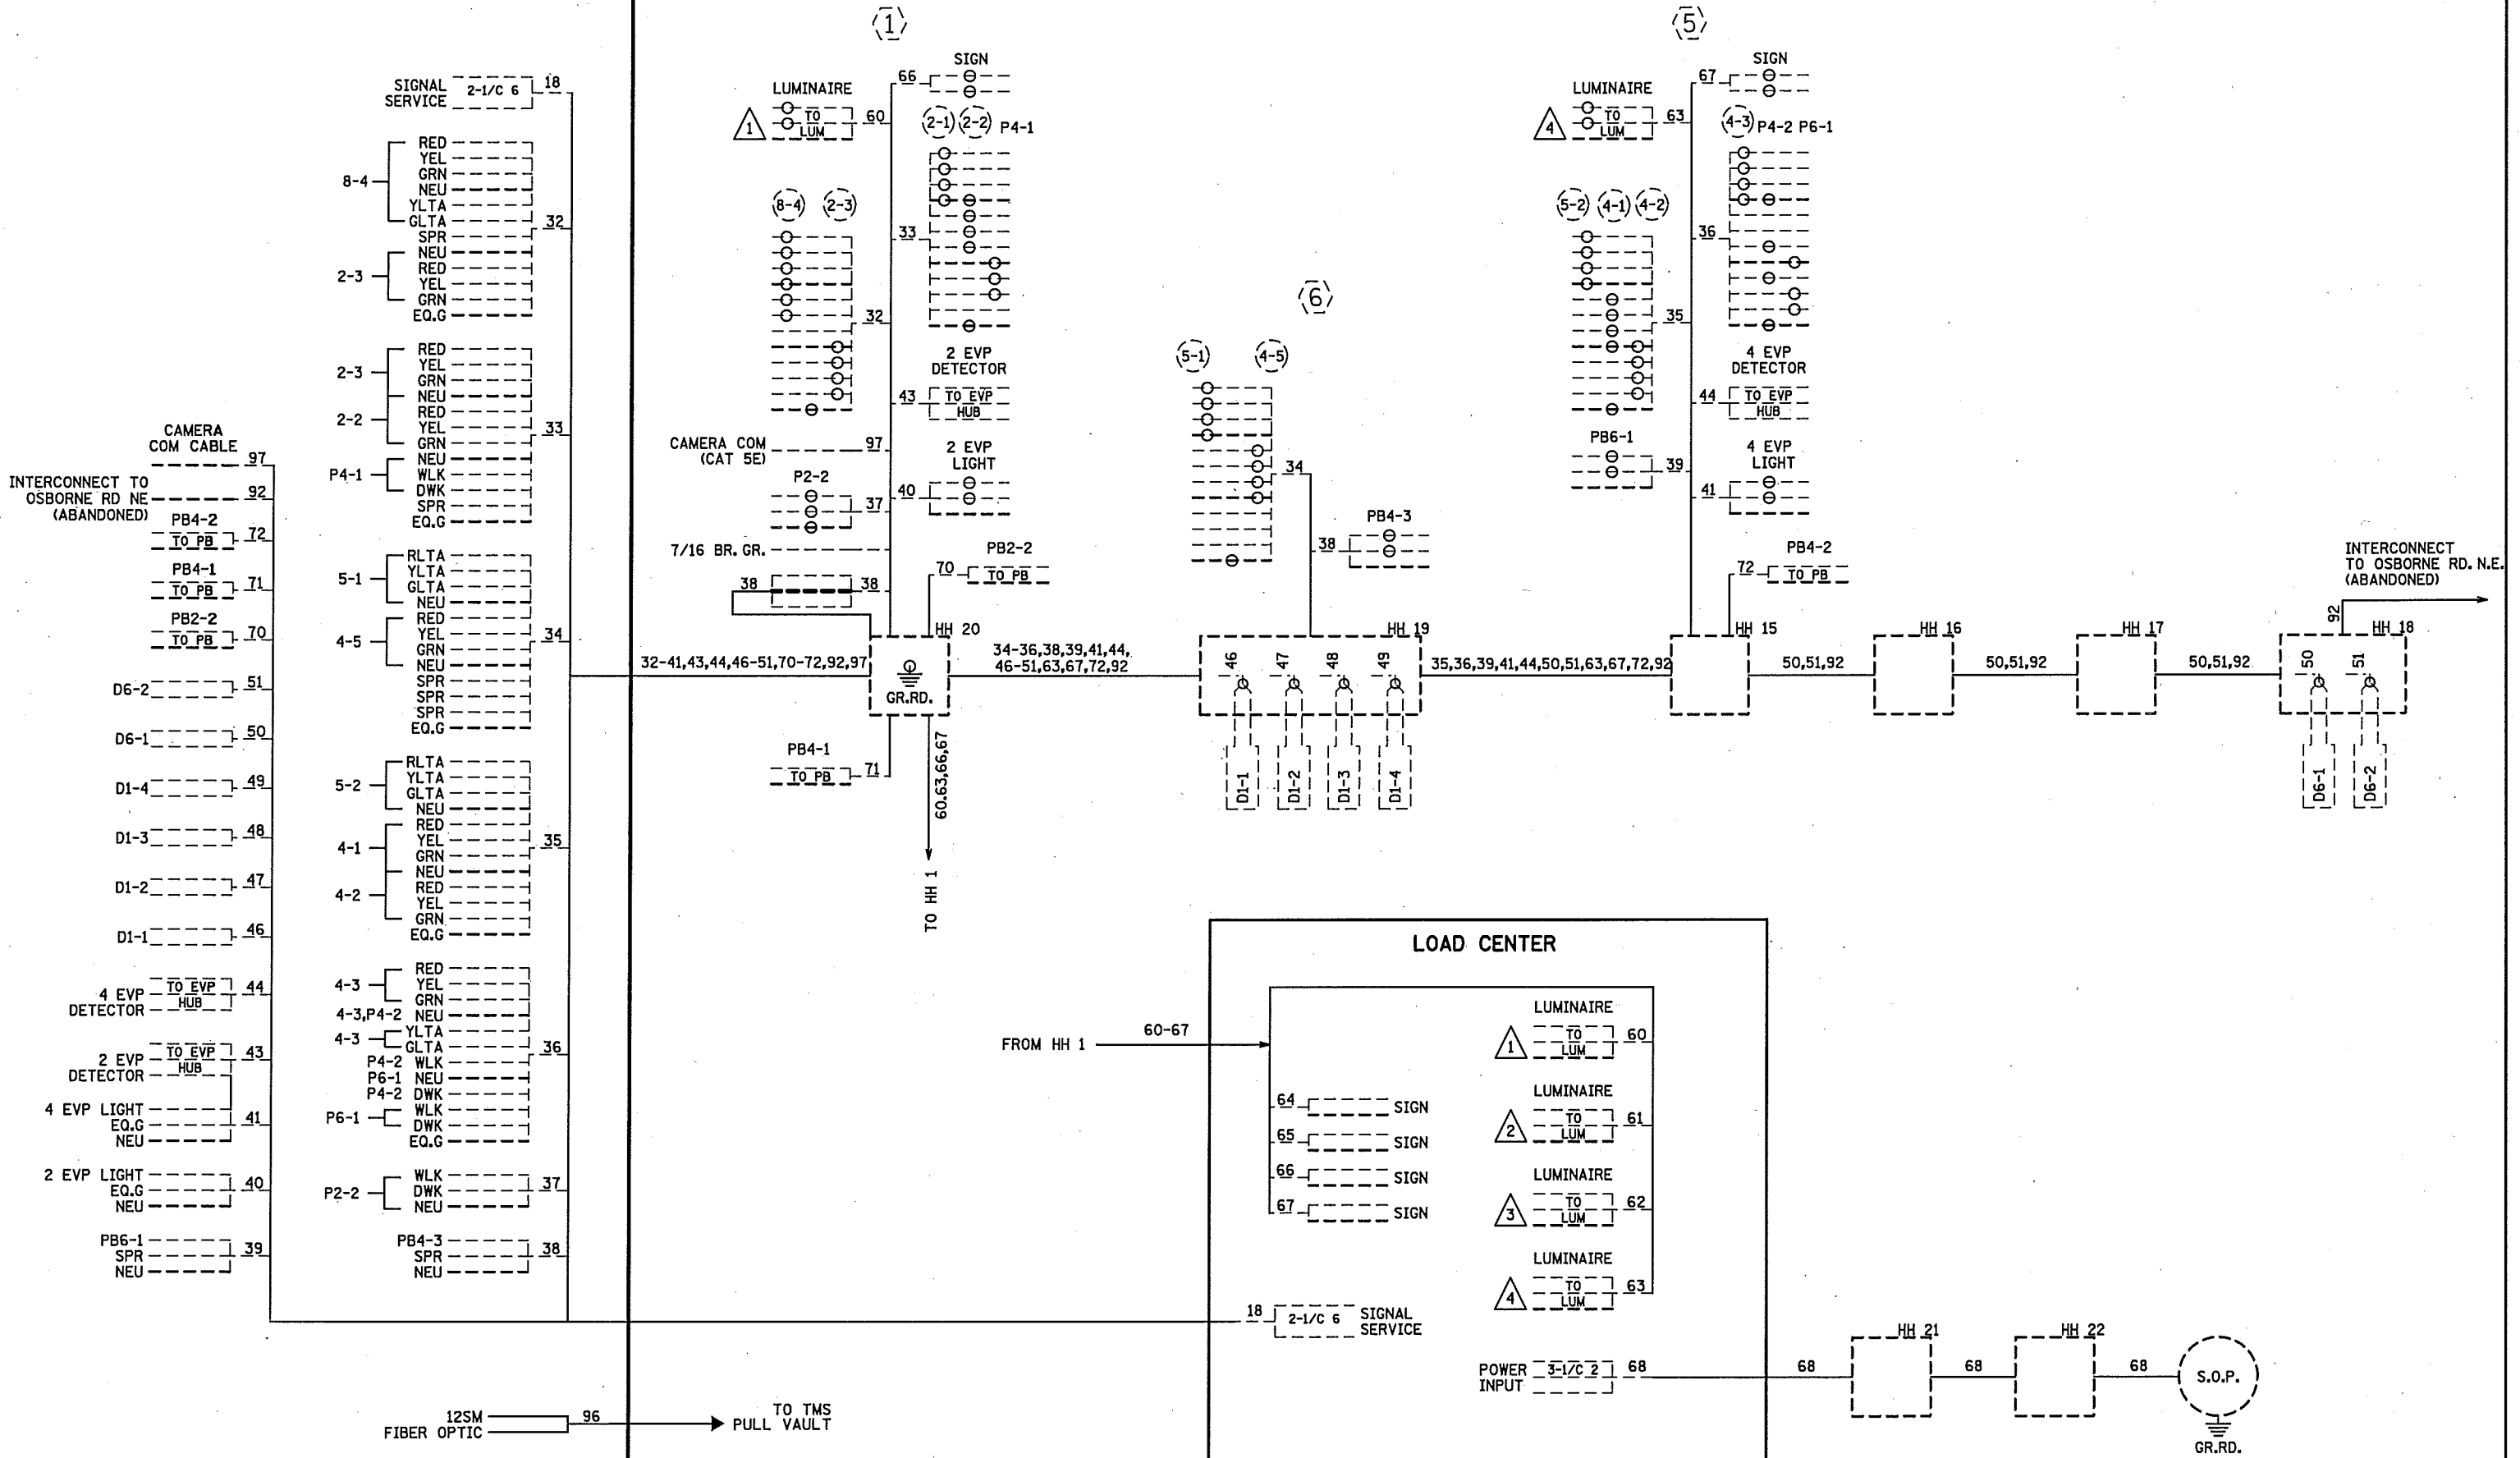 SIGNAL
SERVICE
2-1/C 6
18
8-4
RED
YEL
GRN
NEU
YLTA
GLTA
SPR
32
2-3
NEU
RED
YEL
GRN
EQ.G
2-3
RED
YEL
GRN
NEU
2-2
RED
YEL
GRN
33
P4-1
NEU
WLK
DWK
SPR
EQ.G
5-1
RLTA
YLTA
GLTA
NEU
4-5
RED
YEL
GRN
NEU
34
SPR
SPR
SPR
EQ.G
5-2
RLTA
YLTA
GLTA
NEU
4-1
RED
YEL
GRN
NEU
35
4-2
RED
YEL
GRN
EQ.G
4-3
RED
YEL
GRN
4-3,P4-2 NEU
4-3
YLTA
GLTA
36
P4-2 WLK
P6-1 NEU
P4-2 DWK
P6-1
WLK
DWK
EQ.G
P2-2
WLK
DWK
NEU
37
PB4-3
SPR
NEU
38
CAMERA
COM CABLE
97
INTERCONNECT TO
OSBORNE RD NE
(ABANDONED)
92
PB4-2
TO PB
72
PB4-1
TO PB
71
PB2-2
TO PB
70
D6-2
51
D6-1
50
D1-4
49
D1-3
48
D1-2
47
D1-1
46
4 EVP
DETECTOR
TO EVP
HUB
44
2 EVP
DETECTOR
TO EVP
HUB
43
4 EVP LIGHT
EQ.G
NEU
41
2 EVP LIGHT
EQ.G
NEU
40
PB6-1
SPR
NEU
39
12SM
FIBER OPTIC
96
TO TMS
PULL VAULT
1
SIGN
66
LUMINAIRE
1
TO
LUM
60
2-1
2-2
P4-1
33
8-4
2-3
32
2 EVP
DETECTOR
43
TO EVP
HUB
CAMERA COM
(CAT 5E)
97
2 EVP
LIGHT
40
P2-2
37
7/16 BR. GR.
38
38
PB2-2
70
TO PB
HH 20
GR.RD.
32-41,43,44,46-51,70-72,92,97
34-36,38,39,41,44,
46-51,63,67,72,92
PB4-1
TO PB
71
60,63,66,67
TO HH 1
6
5-1
4-5
34
PB4-3
38
HH 19
46
47
48
49
D1-1
D1-2
D1-3
D1-4
35,36,39,41,44,50,51,63,67,72,92
5
SIGN
67
LUMINAIRE
4
TO
LUM
63
4-3
P4-2 P6-1
36
5-2
4-1
4-2
35
4 EVP
DETECTOR
44
TO EVP
HUB
PB6-1
39
4 EVP
LIGHT
41
PB4-2
72
TO PB
HH 15
50,51,92
HH 16
50,51,92
HH 17
50,51,92
HH 18
50
51
D6-1
D6-2
92
INTERCONNECT
TO OSBORNE RD. N.E.
(ABANDONED)
LOAD CENTER
FROM HH 1
60-67
64
SIGN
65
SIGN
66
SIGN
67
SIGN
LUMINAIRE
1
TO
LUM
60
LUMINAIRE
2
TO
LUM
61
LUMINAIRE
3
TO
LUM
62
LUMINAIRE
4
TO
LUM
63
18
2-1/C 6
SIGNAL
SERVICE
POWER
INPUT
3-1/C 2
68
68
HH 21
68
HH 22
68
S.O.P.
GR.RD.